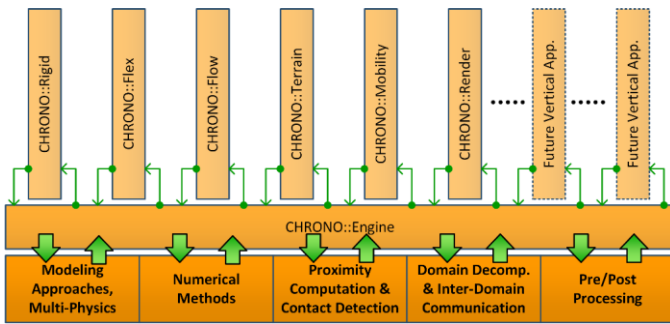 CHRONO::Rigid
CHRONO::Flex
CHRONO::Flow
CHRONO::Terrain
CHRONO::Mobility
CHRONO::Render
Future Vertical App.
Future Vertical App.
CHRONO::Engine
Modeling
Approaches,
Multi-Physics
Numerical
Methods
Proximity
Computation &
Contact Detection
Domain Decomp.
& Inter-Domain
Communication
Pre/Post
Processing